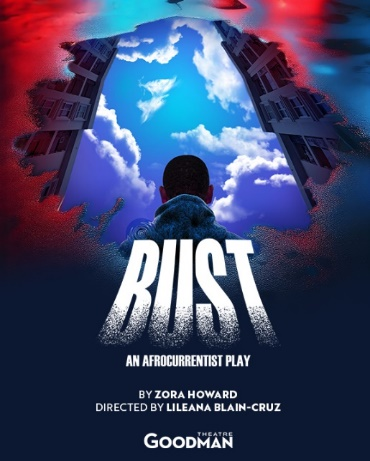 BUST
AN AFROCURRENTIST PLAY
BY ZORA HOWARD
DIRECTED BY LILEANA BLAIN-CRUZ
THEATRE
GOODMAN